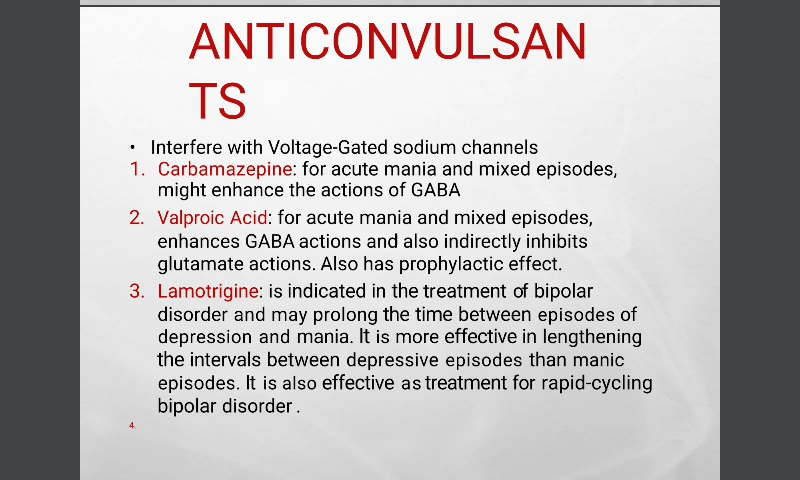 ANTICONVULSAN
TS
• Interfere with Voltage-Gated sodium channels
1. Carbamazepine: for acute mania and mixed episodes,
might enhance the actions of GABA
2. Valproic Acid: for acute mania and mixed episodes,
enhances GABA actions and also indirectly inhibits
glutamate actions. Also has prophylactic effect.
3. Lamotrigine: is indicated in the treatment of bipolar
disorder and may prolong the time between episodes of
depression and mania. It is more effective in lengthening
the intervals between depressive episodes than manic
episodes. It is also effective as treatment for rapid-cycling
bipolar disorder .
4.